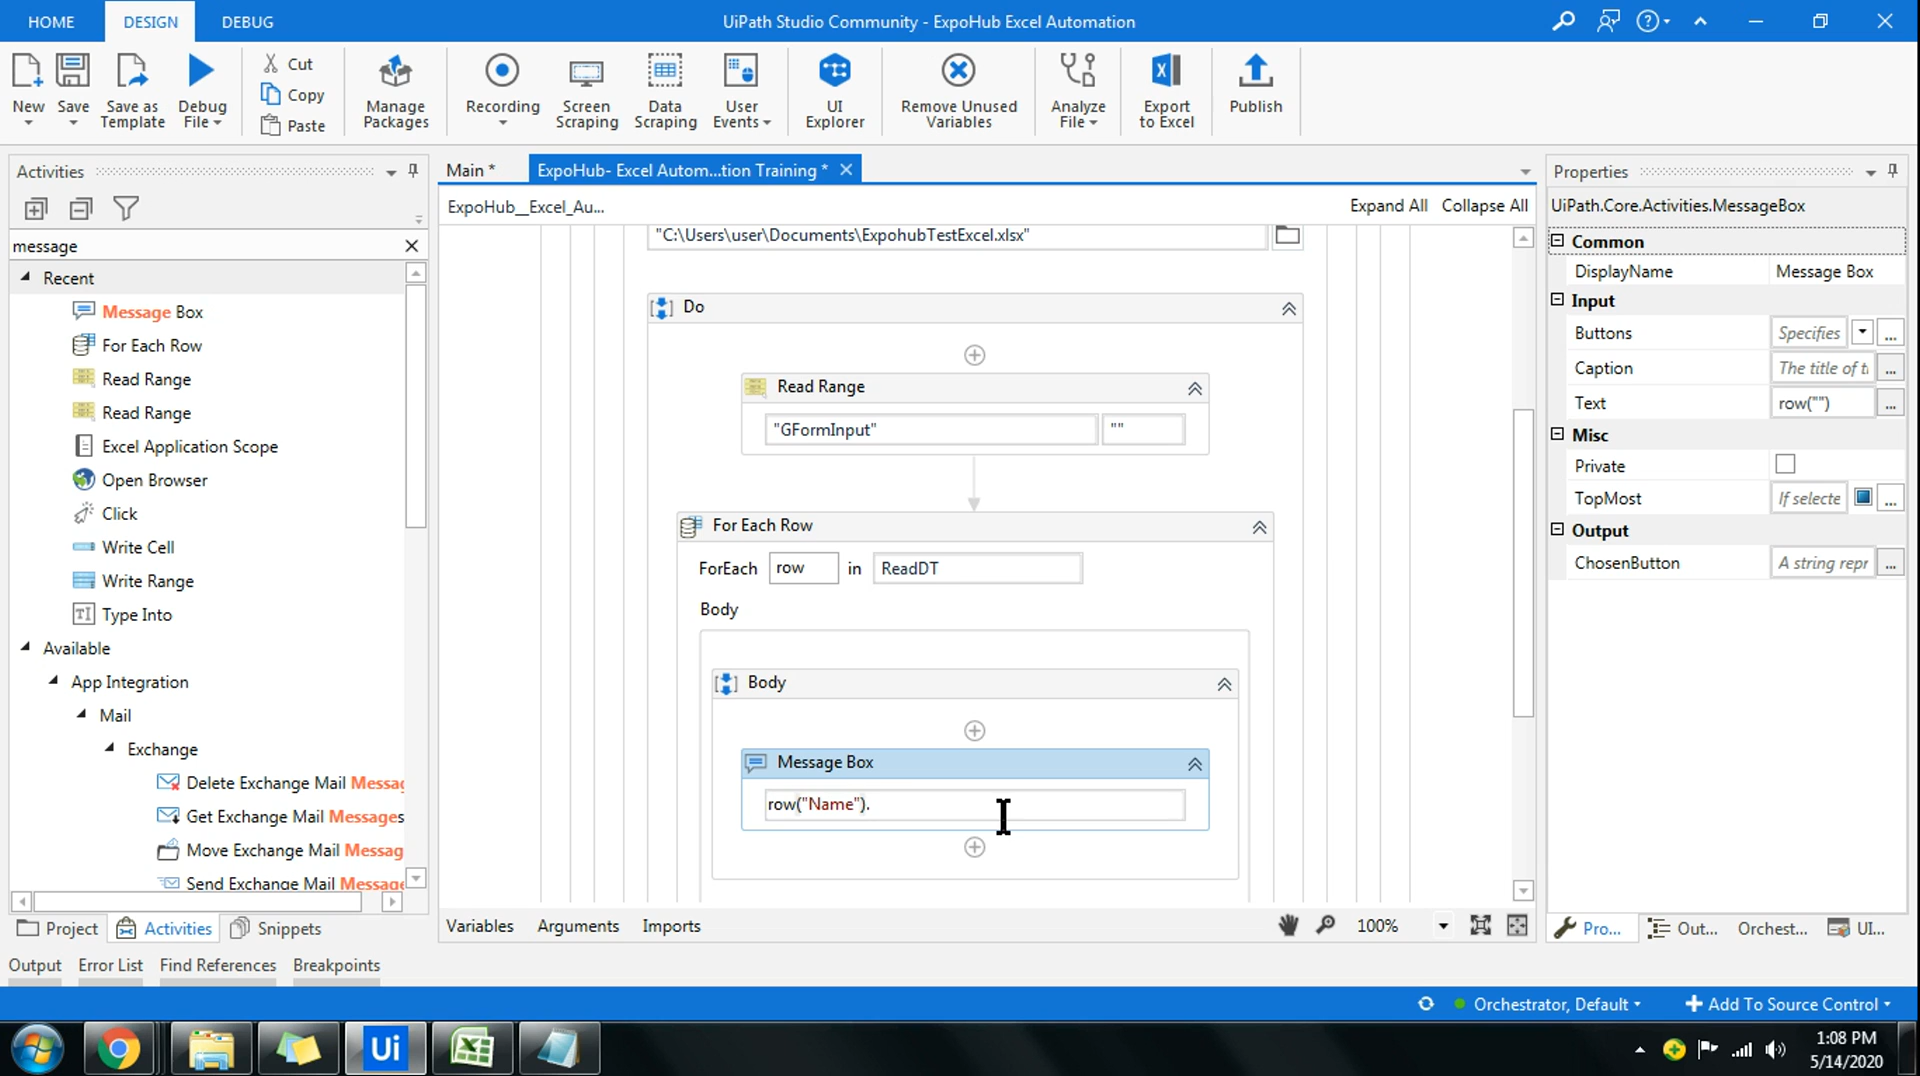 HOME DESIGN DEBUG UiPath Studio Community - ExpoHub Excel Automation
New Save Save as Template Debug File Cut Copy Paste Manage Packages Recording Screen Scraping Data Scraping User Events UI Explorer Remove Unused Variables Analyze File Export to Excel Publish
Activities
message
Recent
Message Box
For Each Row
Read Range
Read Range
Excel Application Scope
Open Browser
Click
Write Cell
Write Range
Type Into
Available
App Integration
Mail
Exchange
Delete Exchange Mail Messag
Get Exchange Mail Messages
Move Exchange Mail Messag
Send Exchange Mail Message
Project Activities Snippets
Main * ExpoHub- Excel Autom...tion Training *
ExpoHub__Excel_Au... Expand All Collapse All
"C:\Users\user\Documents\ExpohubTestExcel.xlsx"
Do
Read Range
"GFormInput" ""
For Each Row
ForEach row in ReadDT
Body
Body
Message Box
row("Name").
Variables Arguments Imports 100%
Properties
UiPath.Core.Activities.MessageBox
Common
DisplayName Message Box
Input
Buttons Specifies ...
Caption The title of t ...
Text row("") ...
Misc
Private
TopMost If selecte ...
Output
ChosenButton A string repr ...
Pro... Out... Orchest... UI...
Output Error List Find References Breakpoints
Orchestrator, Default Add To Source Control
Ui
1:08 PM
5/14/2020